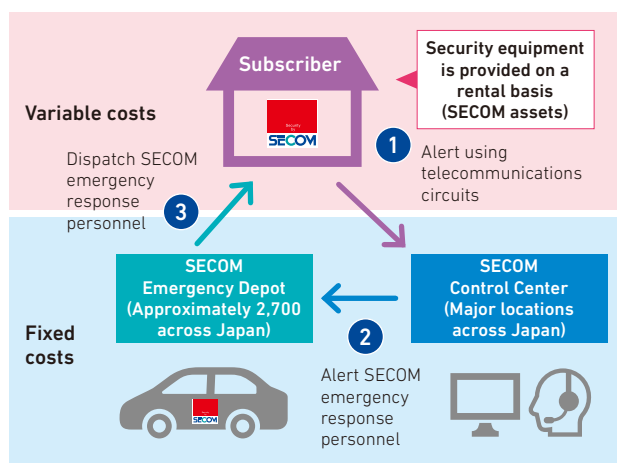 Subscriber
Security equipment
is provided on a
rental basis
(SECOM assets)
Variable costs
Security
by
SECOM
1
Alert using
telecommunications
circuits
Dispatch SECOM
emergency
response
personnel
3
SECOM
Emergency Depot
(Approximately 2,700
across Japan)
SECOM
Control Center
(Major locations
across Japan)
Fixed
costs
2
Alert SECOM
emergency
response
personnel
SECOM